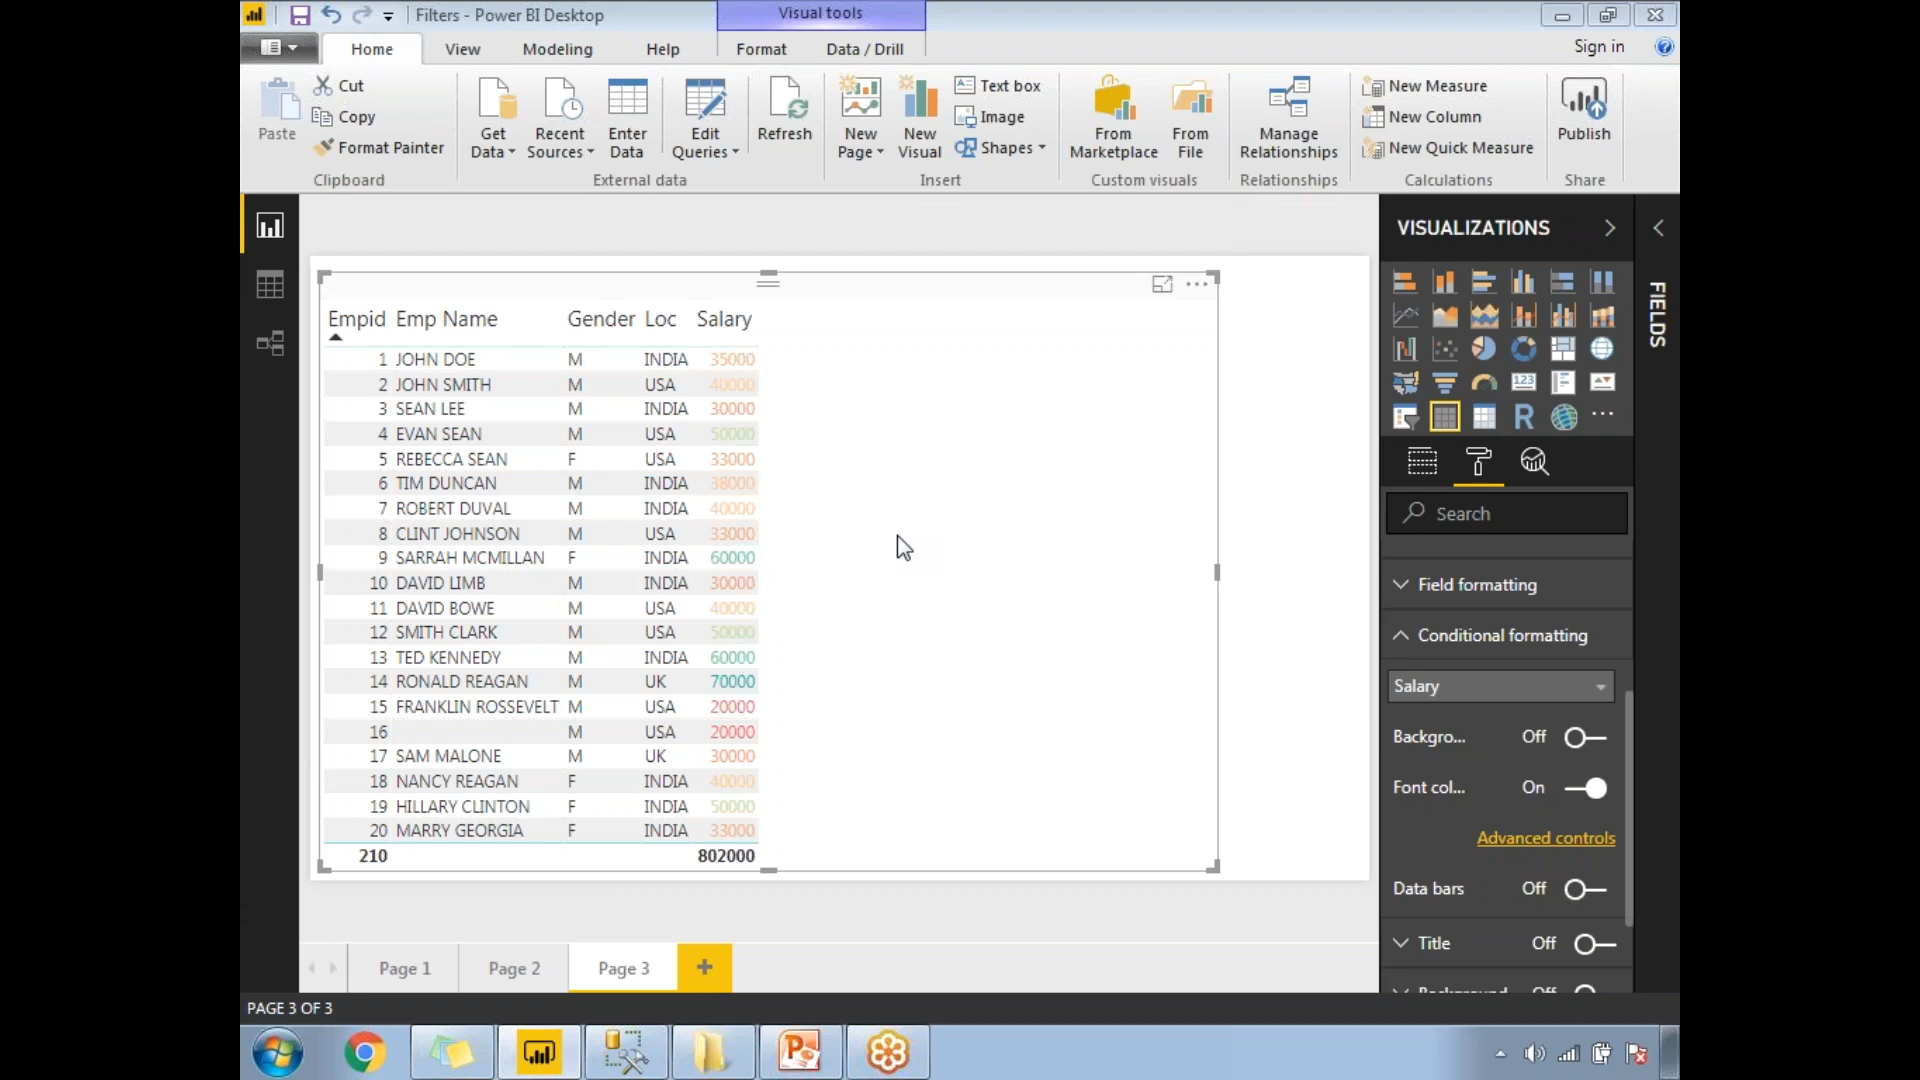 Filters - Power BI Desktop
Visual tools
Home View Modeling Help Format Data / Drill
Sign in
Paste
Cut
Copy
Format Painter
Clipboard
Get Data
Recent Sources
Enter Data
Edit Queries
Refresh
External data
New Page
New Visual
Text box
Image
Shapes
Insert
From Marketplace
From File
Custom visuals
Manage Relationships
Relationships
New Measure
New Column
New Quick Measure
Calculations
Publish
Share
Empid Emp Name Gender Loc Salary
1 JOHN DOE M INDIA 35000
2 JOHN SMITH M USA 40000
3 SEAN LEE M INDIA 30000
4 EVAN SEAN M USA 50000
5 REBECCA SEAN F USA 33000
6 TIM DUNCAN M INDIA 38000
7 ROBERT DUVAL M INDIA 40000
8 CLINT JOHNSON M USA 33000
9 SARRAH MCMILLAN F INDIA 60000
10 DAVID LIMB M INDIA 30000
11 DAVID BOWE M USA 40000
12 SMITH CLARK M USA 50000
13 TED KENNEDY M INDIA 60000
14 RONALD REAGAN M UK 70000
15 FRANKLIN ROSSEVELT M USA 20000
16 M USA 20000
17 SAM MALONE M UK 30000
18 NANCY REAGAN F INDIA 40000
19 HILLARY CLINTON F INDIA 50000
20 MARRY GEORGIA F INDIA 33000
210 802000
VISUALIZATIONS
FIELDS
123
R
Search
Field formatting
Conditional formatting
Salary
Backgro... Off
Font col... On
Advanced controls
Data bars Off
Title Off
Background Off
Page 1 Page 2 Page 3 +
PAGE 3 OF 3